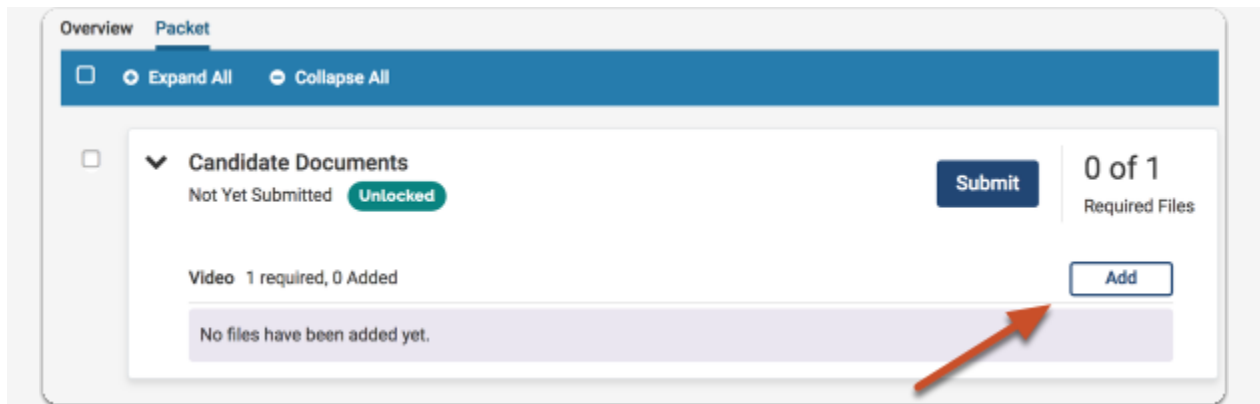 Overview Packet
Expand All Collapse All
Candidate Documents
Not Yet Submitted Unlocked
Submit
0 of 1
Required Files
Video 1 required, 0 Added
Add
No files have been added yet.